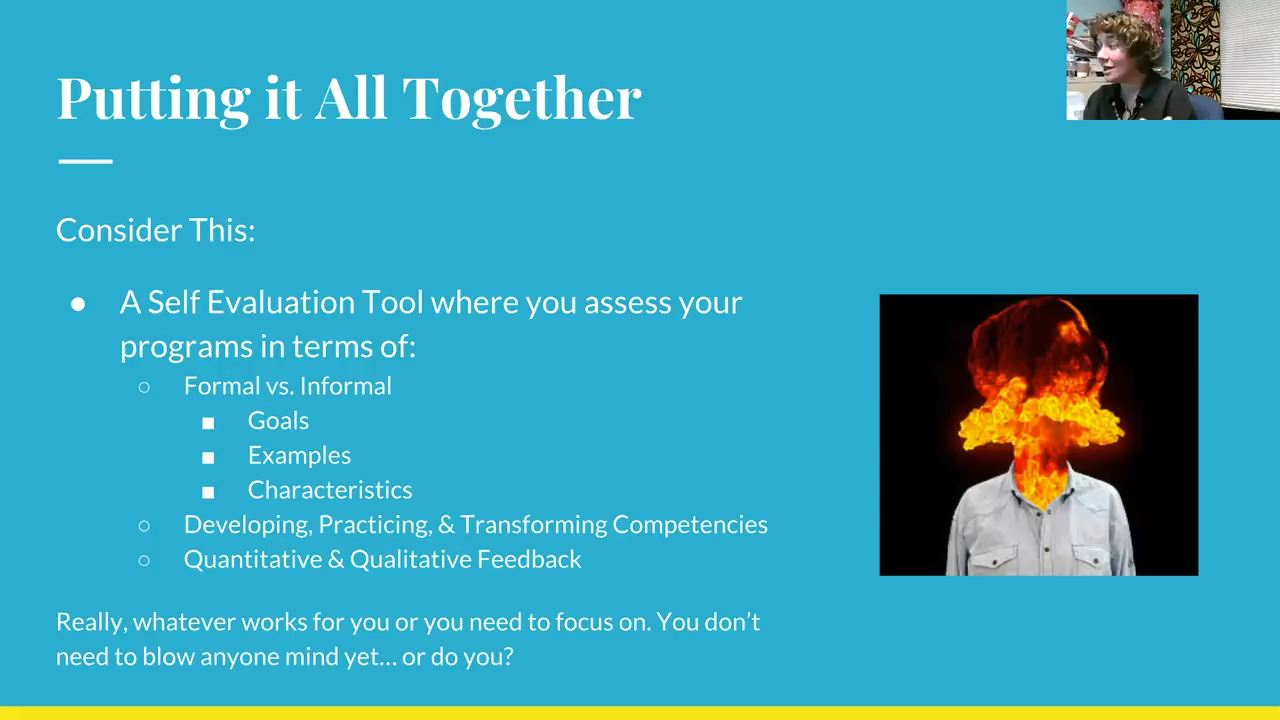 Putting it All Together
Consider This:
● A Self Evaluation Tool where you assess your
programs in terms of:
○ Formal vs. Informal
■ Goals
■ Examples
■ Characteristics
○ Developing, Practicing, & Transforming Competencies
○ Quantitative & Qualitative Feedback
Really, whatever works for you or you need to focus on. You don’t
need to blow anyone mind yet... or do you?